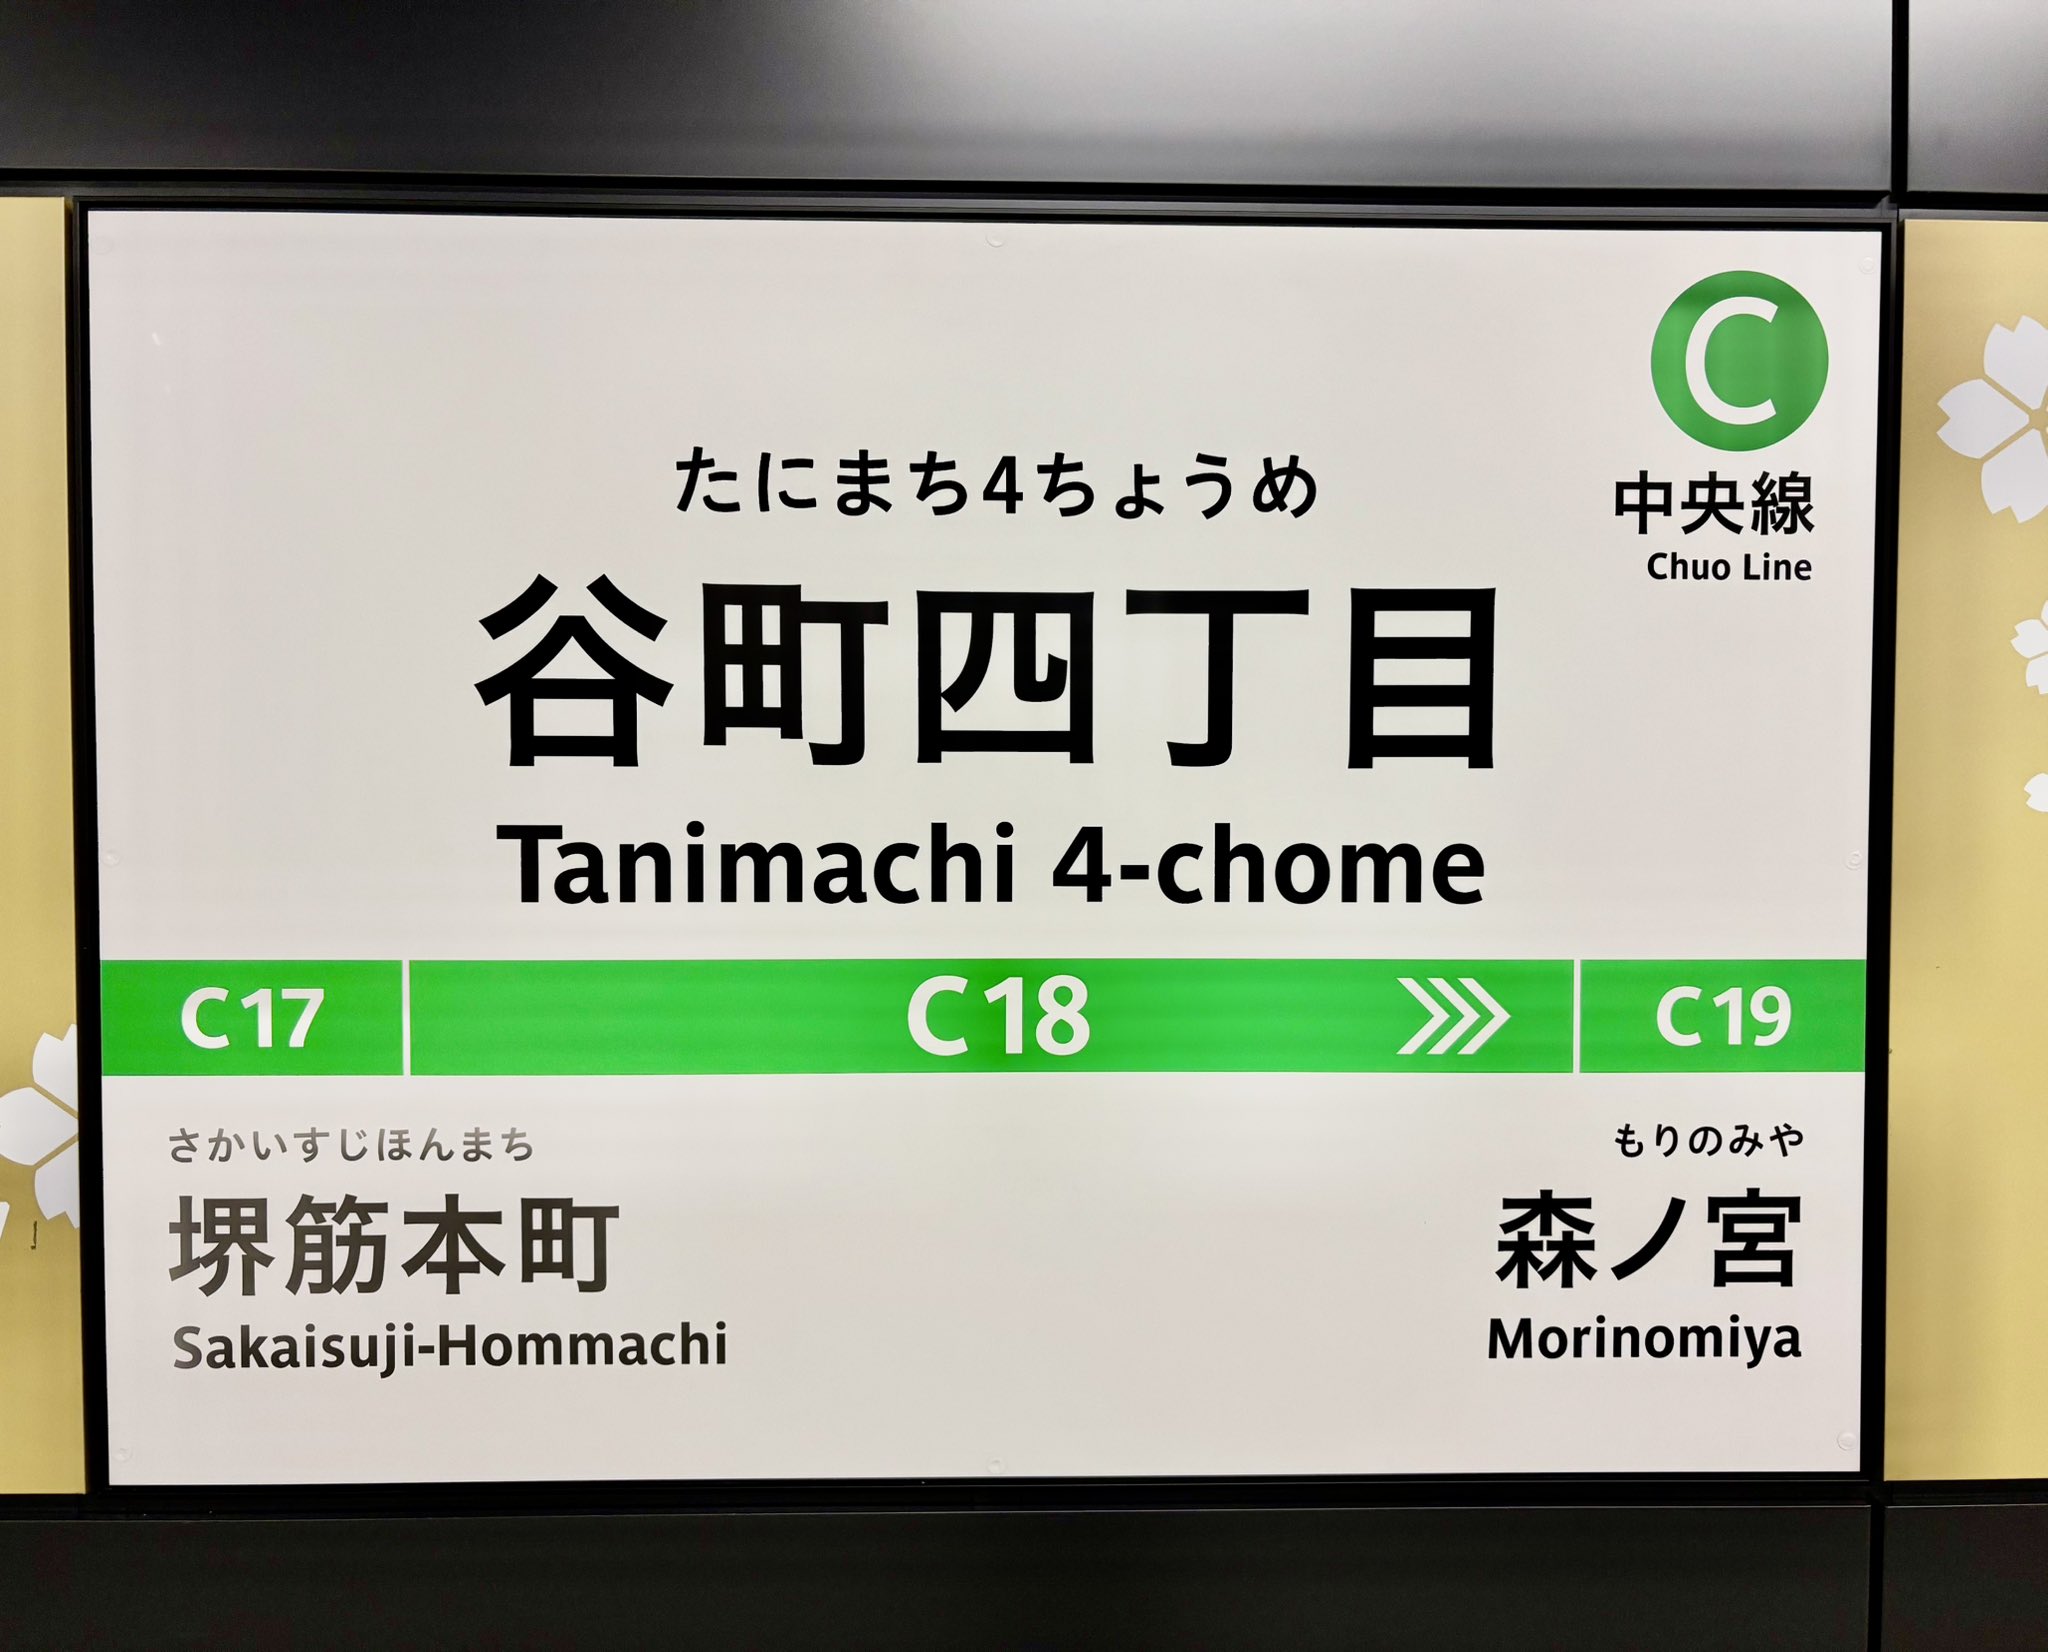 C
中央線
Chuo Line
たにまち4ちょうめ
谷町四丁目
Tanimachi 4-chome
C17
C18
C19
さかいすじほんまち
堺筋本町
Sakaisuji-Hommachi
もりのみや
森ノ宮
Morinomiya